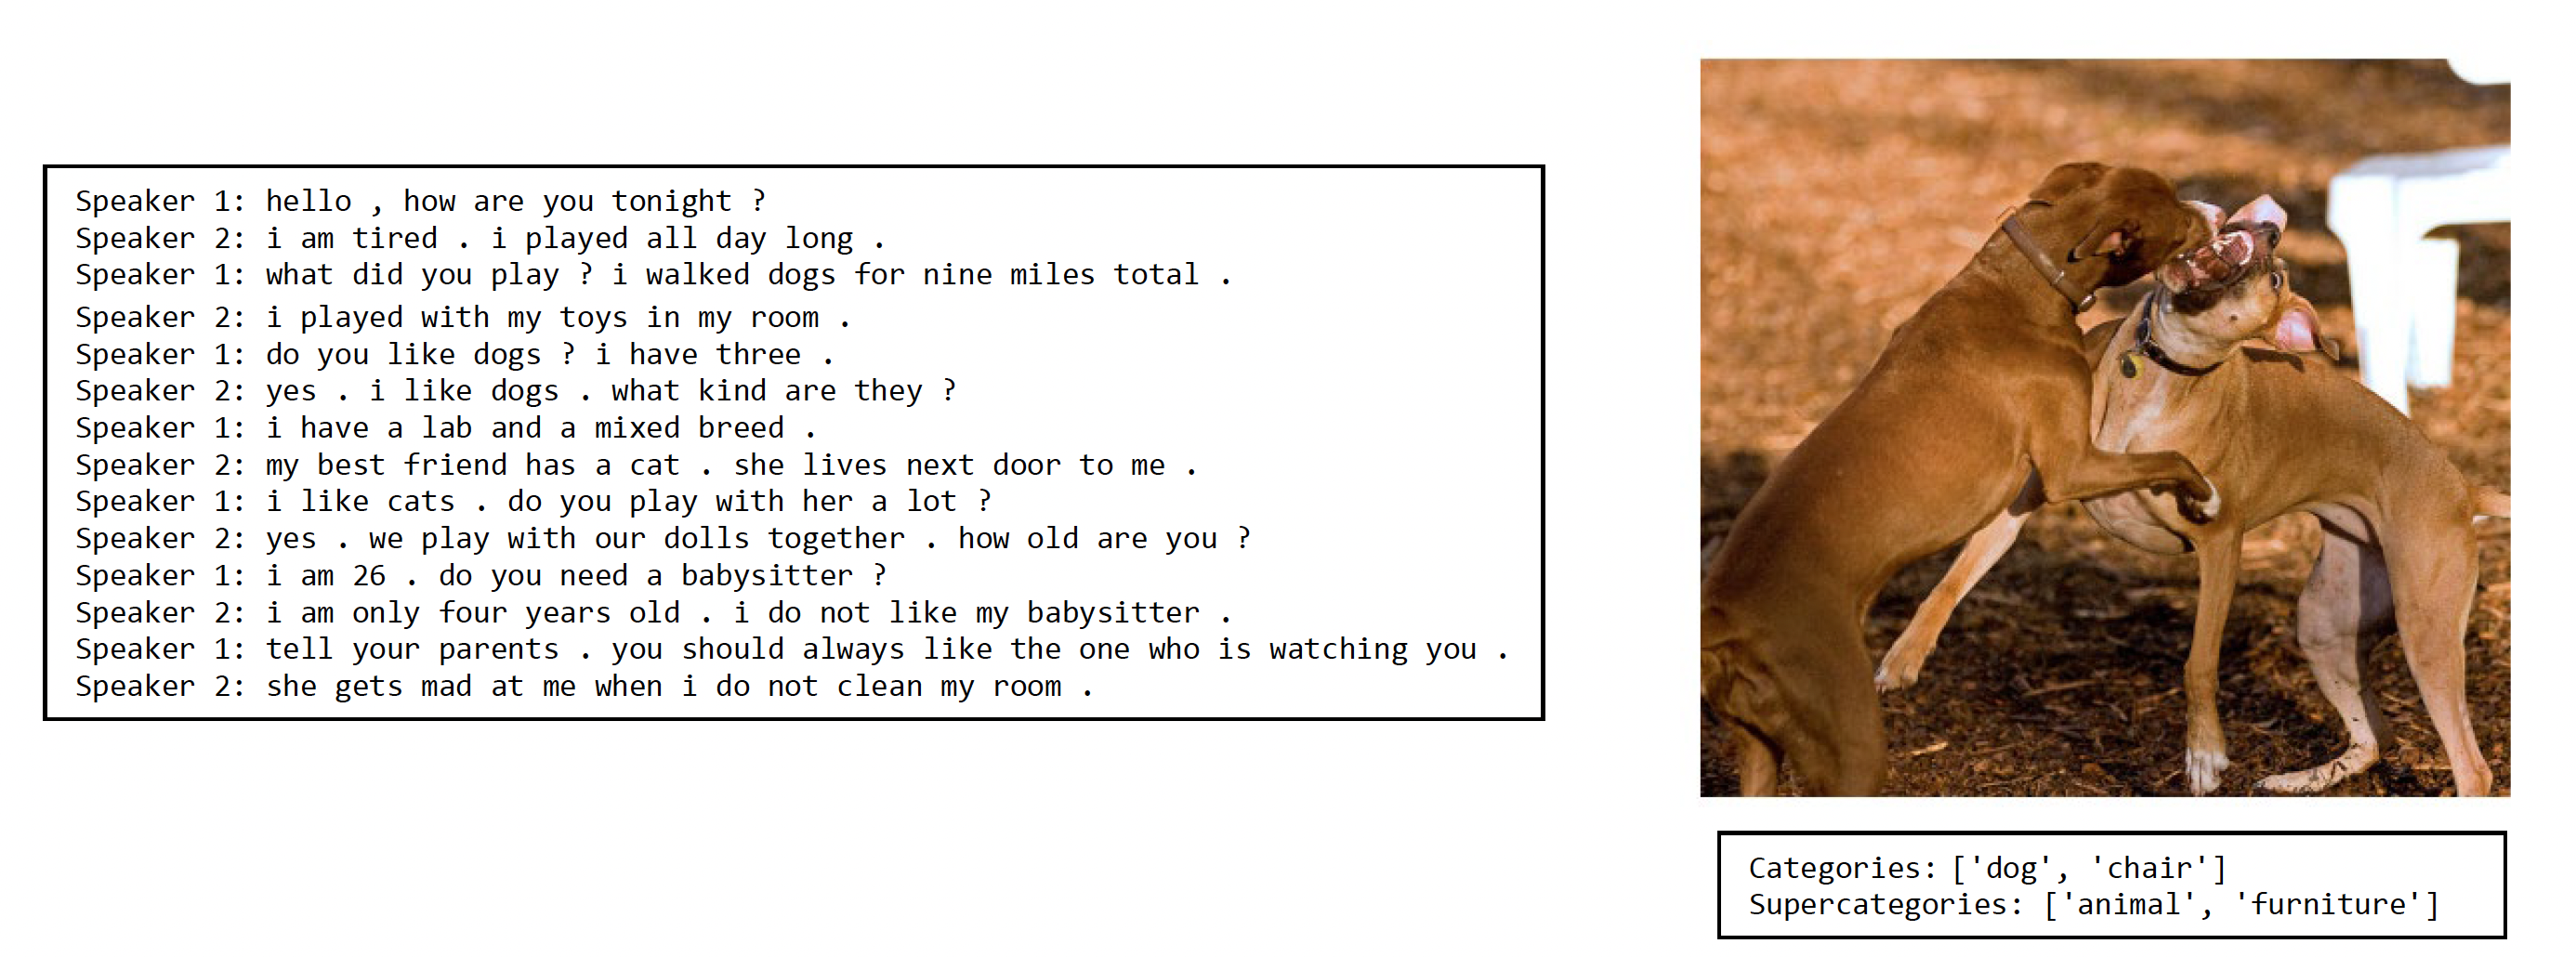 Speaker 1: hello , how are you tonight ?
Speaker 2: i am tired . i played all day long .
Speaker 1: what did you play ? i walked dogs for nine miles total .
Speaker 2: i played with my toys in my room .
Speaker 1: do you like dogs ? i have three .
Speaker 2: yes . i like dogs . what kind are they ?
Speaker 1: i have a lab and a mixed breed .
Speaker 2: my best friend has a cat . she lives next door to me .
Speaker 1: i like cats . do you play with her a lot ?
Speaker 2: yes . we play with our dolls together . how old are you ?
Speaker 1: i am 26 . do you need a babysitter ?
Speaker 2: i am only four years old . i do not like my babysitter .
Speaker 1: tell your parents . you should always like the one who is watching you .
Speaker 2: she gets mad at me when i do not clean my room .
Categories: ['dog', 'chair']
Supercategories: ['animal', 'furniture']